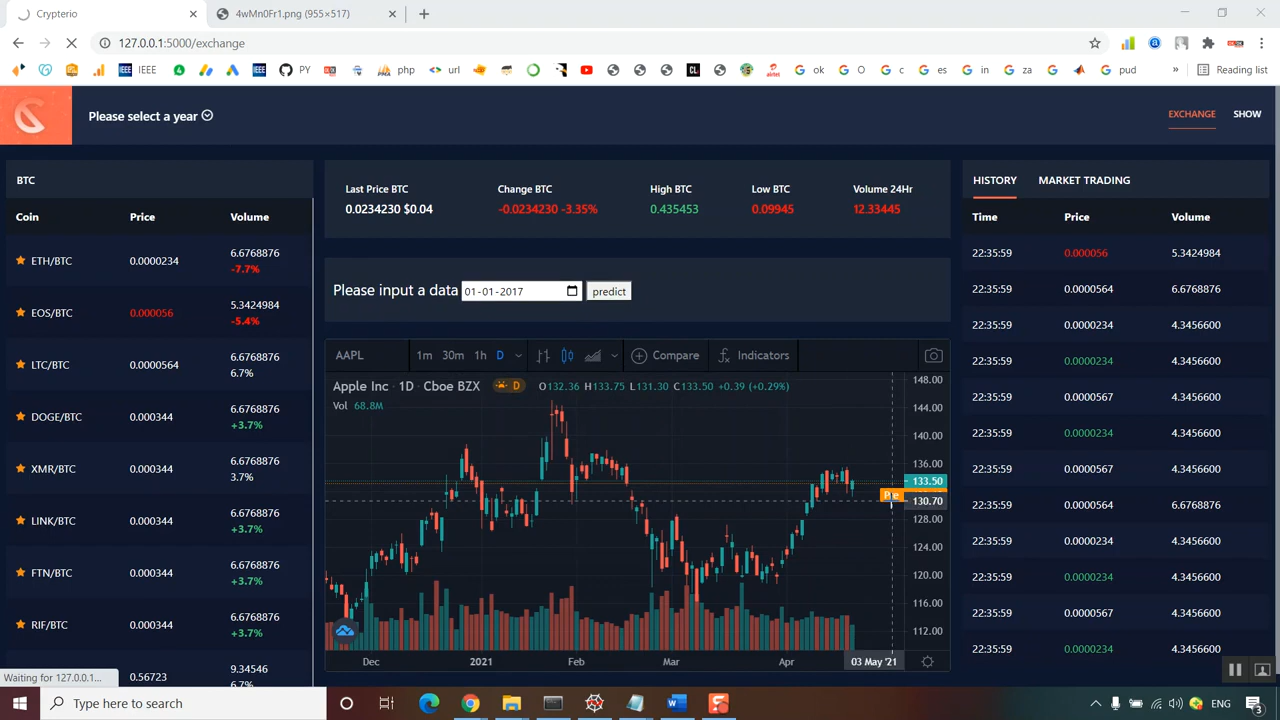 Crypterio
4wMn0Fr1.png (955×517)
127.0.0.1:5000/exchange
IEEE IEEE PY php url ok O c es in za pud » Reading list
Please select a year
EXCHANGE SHOW
BTC
Coin Price Volume
ETH/BTC 0.0000234 6.6768876
-7.7%
EOS/BTC 0.000056 5.3424984
-5.4%
LTC/BTC 0.0000564 6.6768876
6.7%
DOGE/BTC 0.000344 6.6768876
+3.7%
XMR/BTC 0.000344 6.6768876
3.7%
LINK/BTC 0.000344 6.6768876
+3.7%
FTN/BTC 0.000344 6.6768876
+3.7%
RIF/BTC 0.000344 6.6768876
+3.7%
0.56723 9.34546
6.7%
Waiting for 127.0.0.1...
Last Price BTC Change BTC High BTC Low BTC Volume 24Hr
0.0234230 $0.04 -0.0234230 -3.35% 0.435453 0.09945 12.33445
Please input a data 01-01-2017 predict
AAPL 1m 30m 1h D Compare Indicators
Apple Inc · 1D · Cboe BZX D O132.36 H133.75 L131.30 C133.50 +0.39 (+0.29%)
Vol 68.8M
148.00
144.00
140.00
136.00
133.50
Pre
130.70
128.00
124.00
120.00
116.00
112.00
Dec 2021 Feb Mar Apr 03 May '21
HISTORY MARKET TRADING
Time Price Volume
22:35:59 0.000056 5.3424984
22:35:59 0.0000564 6.6768876
22:35:59 0.0000234 4.3456600
22:35:59 0.0000234 4.3456600
22:35:59 0.0000567 4.3456600
22:35:59 0.0000234 4.3456600
22:35:59 0.0000567 4.3456600
22:35:59 0.0000567 6.6768876
22:35:59 0.0000234 4.3456600
22:35:59 0.0000234 4.3456600
22:35:59 0.0000567 4.3456600
22:35:59 0.0000234 4.3456600
Type here to search
ENG
3